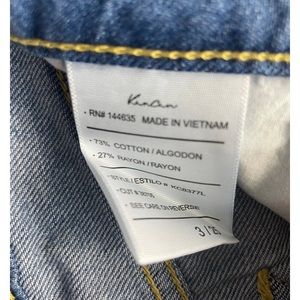 KanCan
• RN# 144635 MADE IN VIETNAM
• 73% COTTON / ALGODON
• 27% RAYON / RAYON
• STYLE / ESTILO # KC8377L
• CUT #
• SEE CARE ON REVERSE
3 / 25